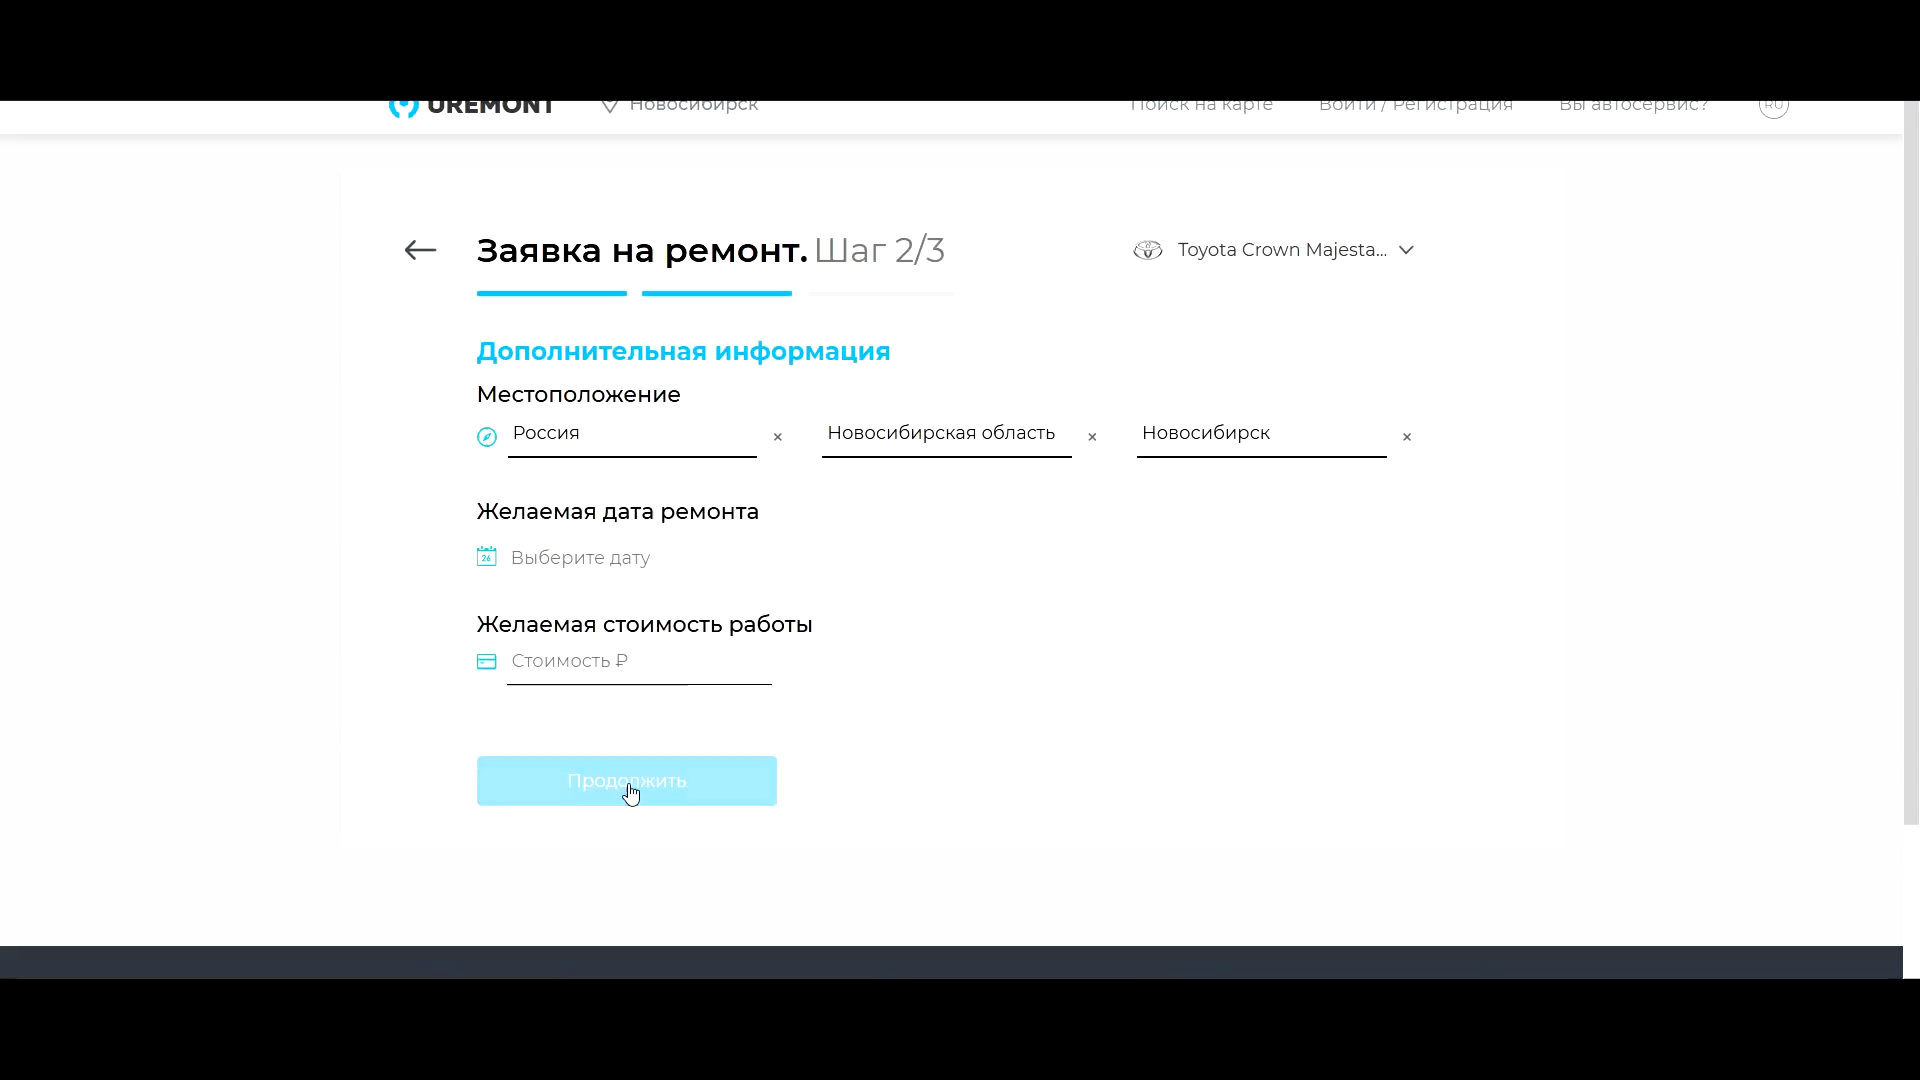 UREMONT
Новосибирск
Поиск на карте
Войти / Регистрация
Вы автосервис?
RU
Заявка на ремонт. Шаг 2/3
Toyota Crown Majesta...
Дополнительная информация
Местоположение
Россия × Новосибирская область × Новосибирск ×
Желаемая дата ремонта
26 Выберите дату
Желаемая стоимость работы
Стоимость ₽
Продолжить